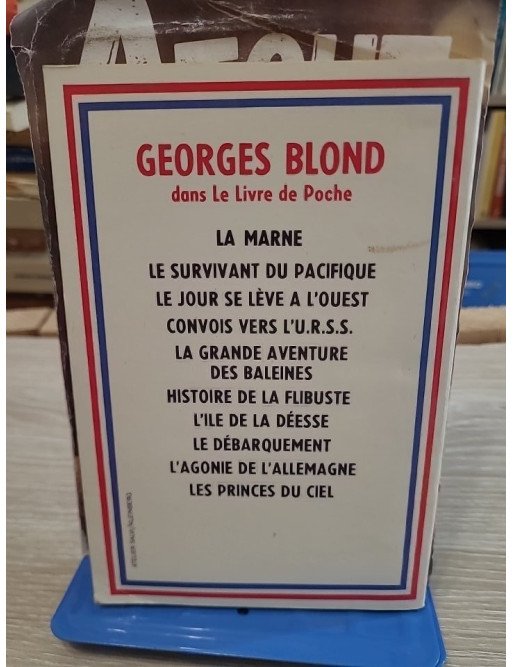 GEORGES BLOND
dans Le Livre de Poche
LA MARNE
LE SURVIVANT DU PACIFIQUE
LE JOUR SE LÈVE A L'OUEST
CONVOIS VERS L'U.R.S.S.
LA GRANDE AVENTURE
DES BALEINES
HISTOIRE DE LA FLIBUSTE
L'ILE DE LA DÉESSE
LE DÉBARQUEMENT
L'AGONIE DE L'ALLEMAGNE
LES PRINCES DU CIEL